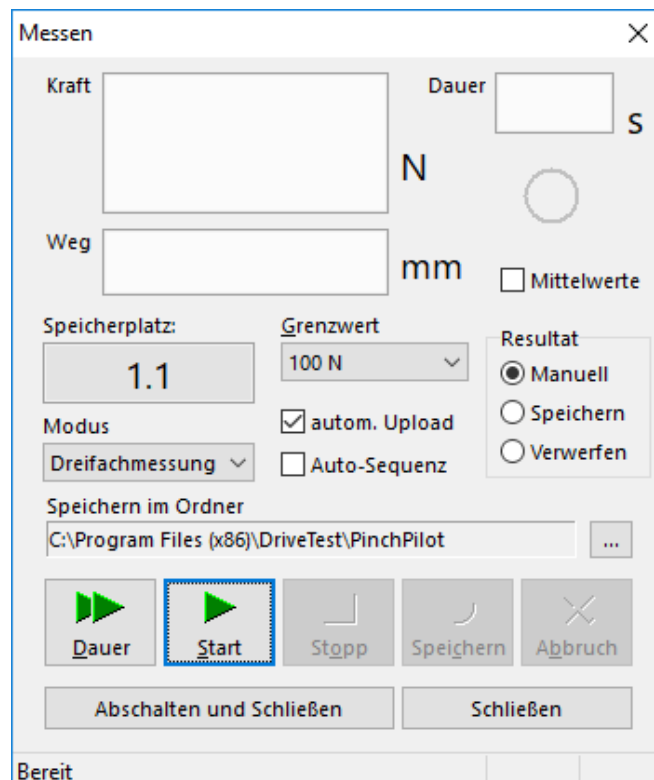 Messen
Kraft
Dauer
s
N
Weg
mm
Mittelwerte
Speicherplatz:
Grenzwert
Resultat
1.1
100 N
Manuell
Modus
autom. Upload
Speichern
Dreifachmessung
Auto-Sequenz
Verwerfen
Speichern im Ordner
C:\Program Files (x86)\DriveTest\PinchPilot
...
Dauer
Start
Stopp
Speichern
Abbruch
Abschalten und Schließen
Schließen
Bereit